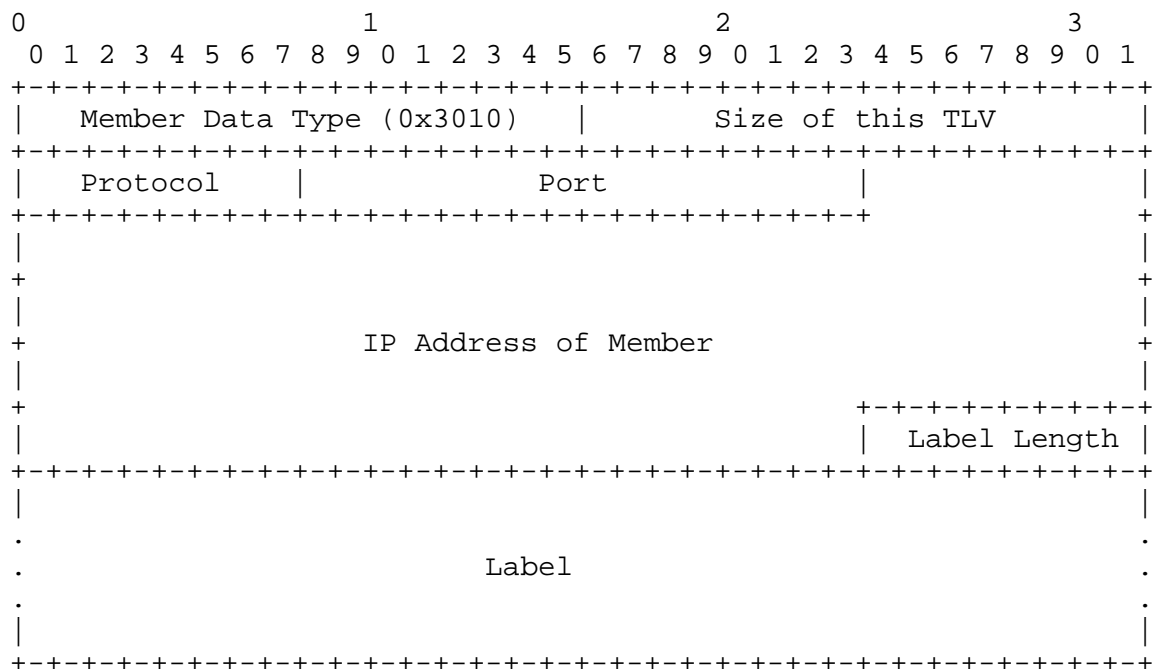 0                   1                   2                   3
 0 1 2 3 4 5 6 7 8 9 0 1 2 3 4 5 6 7 8 9 0 1 2 3 4 5 6 7 8 9 0 1
+-+-+-+-+-+-+-+-+-+-+-+-+-+-+-+-+-+-+-+-+-+-+-+-+-+-+-+-+-+-+-+-+
|   Member Data Type (0x3010)   |       Size of this TLV        |
+-+-+-+-+-+-+-+-+-+-+-+-+-+-+-+-+-+-+-+-+-+-+-+-+-+-+-+-+-+-+-+-+
|   Protocol    |             Port              |               |
+-+-+-+-+-+-+-+-+-+-+-+-+-+-+-+-+-+-+-+-+-+-+-+-+               +
|                                                               |
+                                                               +
|                                                               |
+                   IP Address of Member                        +
|                                                               |
+                                               +-+-+-+-+-+-+-+-+
|                                               |  Label Length |
+-+-+-+-+-+-+-+-+-+-+-+-+-+-+-+-+-+-+-+-+-+-+-+-+-+-+-+-+-+-+-+-+
|                                                               |
.                                                               .
.                          Label                                .
.                                                               .
|                                                               |
+-+-+-+-+-+-+-+-+-+-+-+-+-+-+-+-+-+-+-+-+-+-+-+-+-+-+-+-+-+-+-+-+